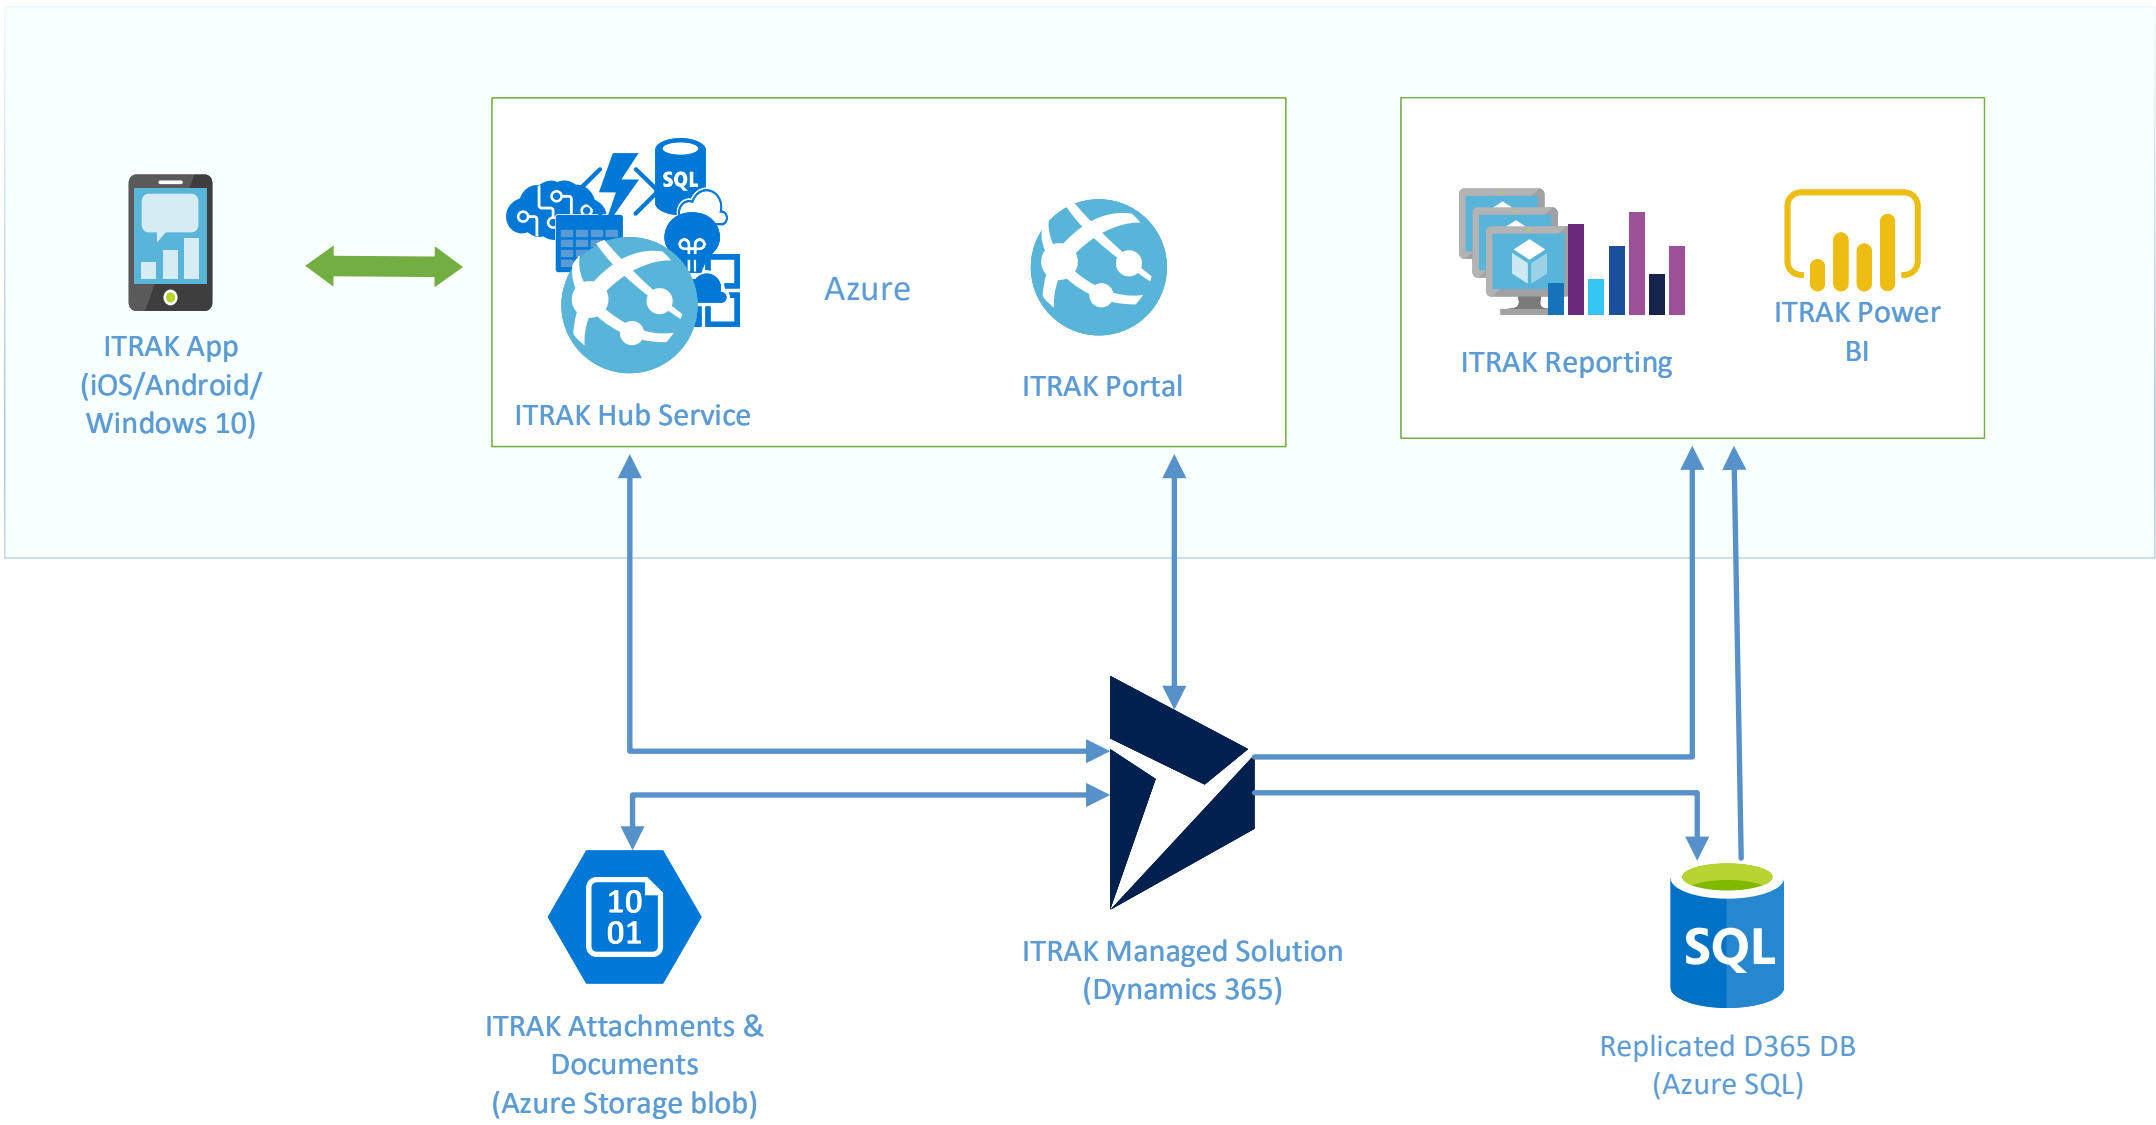 SQL
Azure
ITRAK App
(iOS/Android/
Windows 10)
ITRAK Hub Service
ITRAK Portal
ITRAK Reporting
ITRAK Power
BI
10
01
ITRAK Attachments &
Documents
(Azure Storage blob)
ITRAK Managed Solution
(Dynamics 365)
SQL
Replicated D365 DB
(Azure SQL)